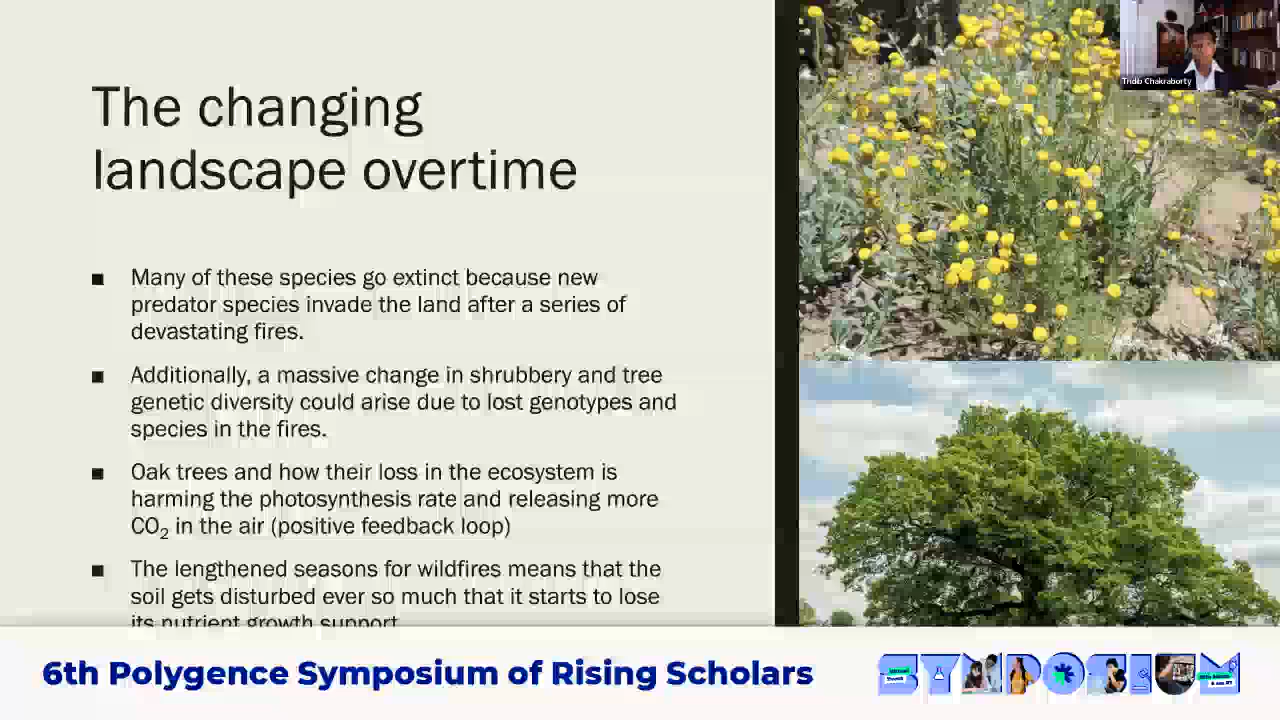 Tridib Chakraborty
The changing
landscape overtime
■ Many of these species go extinct because new
predator species invade the land after a series of
devastating fires.
■ Additionally, a massive change in shrubbery and tree
genetic diversity could arise due to lost genotypes and
species in the fires.
■ Oak trees and how their loss in the ecosystem is
harming the photosynthesis rate and releasing more
CO₂ in the air (positive feedback loop)
■ The lengthened seasons for wildfires means that the
soil gets disturbed ever so much that it starts to lose
its nutrient growth support
6th Polygence Symposium of Rising Scholars
SYMPOSIUM